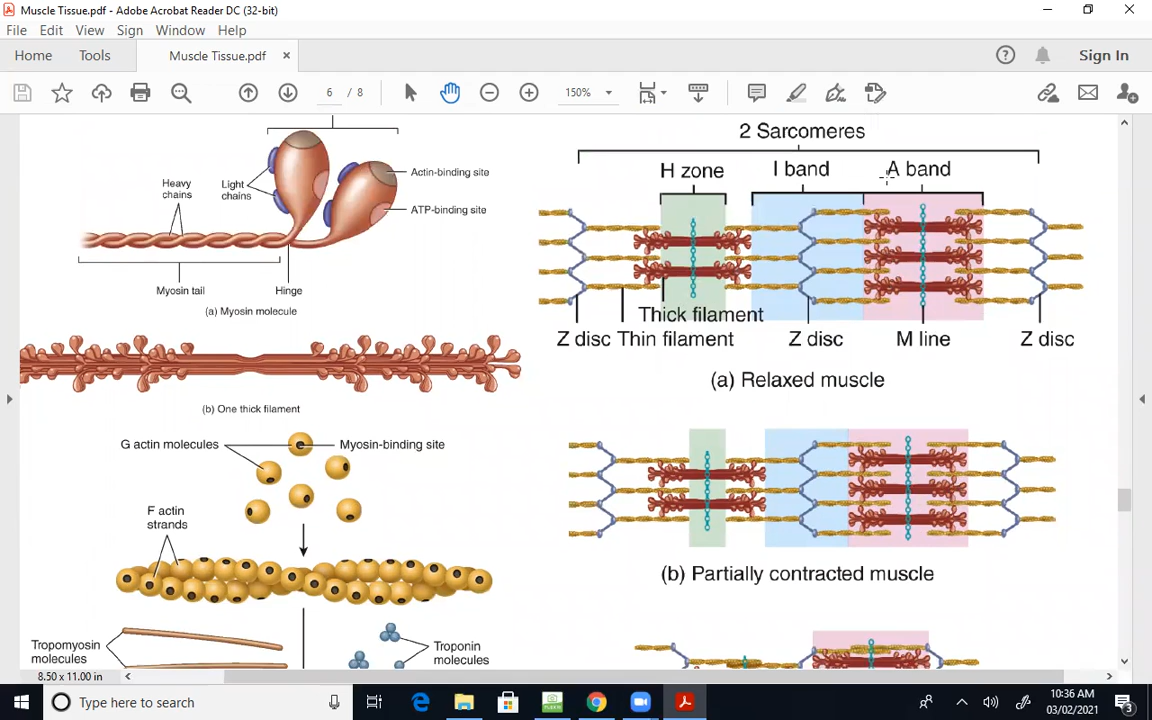 Muscle Tissue.pdf - Adobe Acrobat Reader DC (32-bit)
File Edit View Sign Window Help
Home Tools Muscle Tissue.pdf × Sign In
6 / 8 150%
Heavy
chains
Light
chains
Actin-binding site
ATP-binding site
Myosin tail
Hinge
(a) Myosin molecule
(b) One thick filament
G actin molecules
Myosin-binding site
F actin
strands
Tropomyosin
molecules
Troponin
molecules
2 Sarcomeres
H zone I band A band
Thick filament
Z disc Thin filament Z disc M line Z disc
(a) Relaxed muscle
(b) Partially contracted muscle
8.50 x 11.00 in
Type here to search
10:36 AM
03/02/2021
3